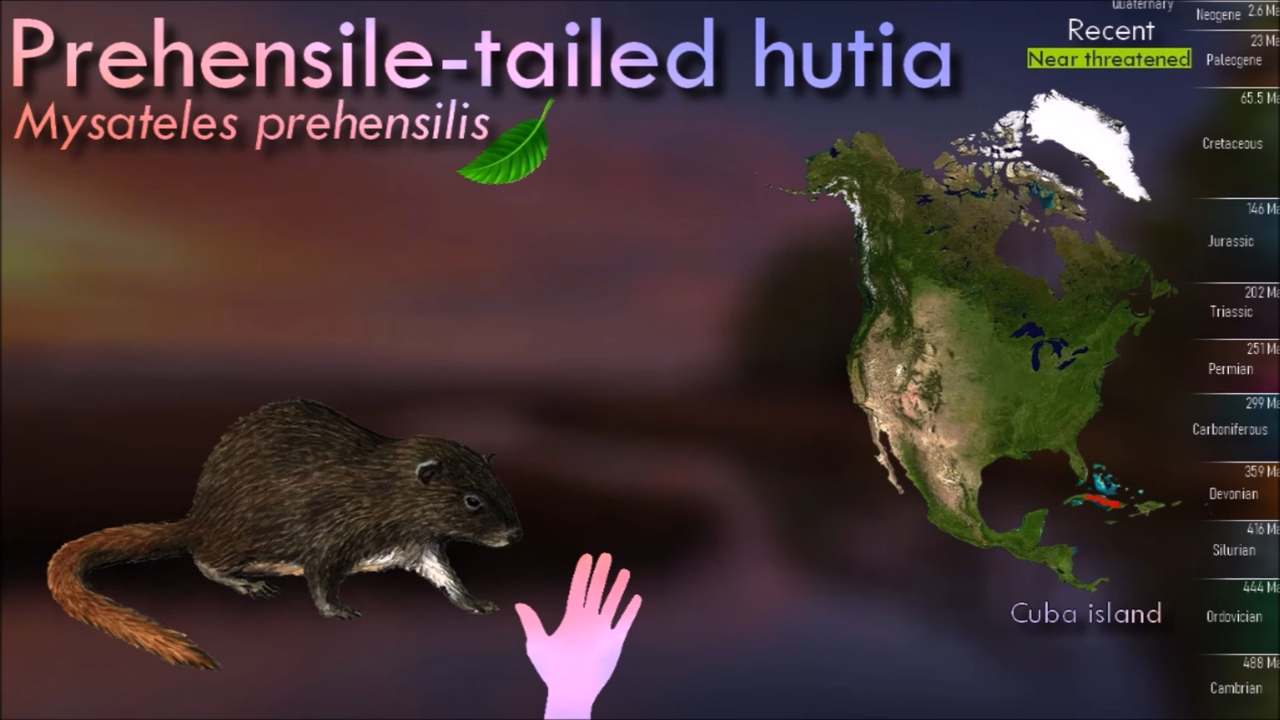 Prehensile-tailed hutia
Mysateles prehensilis
Recent
Near threatened
Cuba island
Quaternary
2.6 Ma
Neogene
23 Ma
Paleogene
65.5 Ma
Cretaceous
146 Ma
Jurassic
202 Ma
Triassic
251 Ma
Permian
299 Ma
Carboniferous
359 Ma
Devonian
416 Ma
Silurian
444 Ma
Ordovician
488 Ma
Cambrian